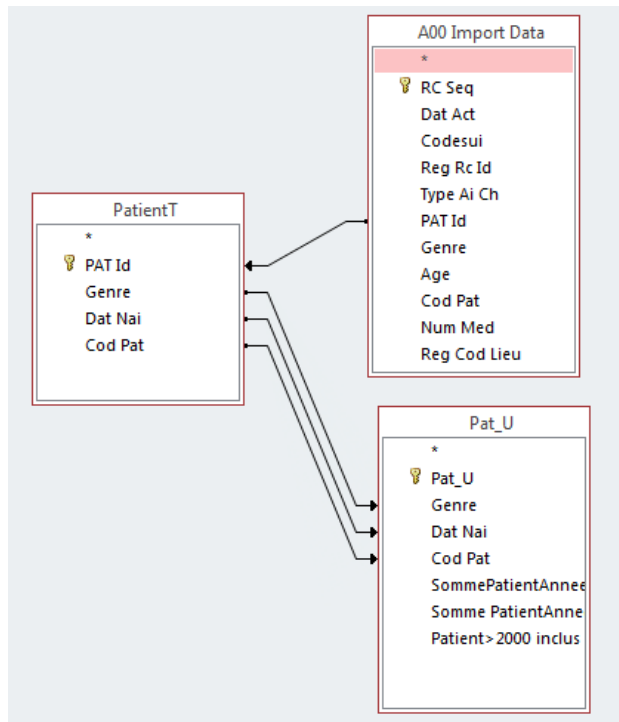 A00 Import Data
*
RC Seq
Dat Act
Codesui
Reg Rc Id
Type Ai Ch
PAT Id
Genre
Age
Cod Pat
Num Med
Reg Cod Lieu
PatientT
*
PAT Id
Genre
Dat Nai
Cod Pat
Pat_U
*
Pat_U
Genre
Dat Nai
Cod Pat
SommePatientAnnee
Somme PatientAnne
Patient>2000 inclus